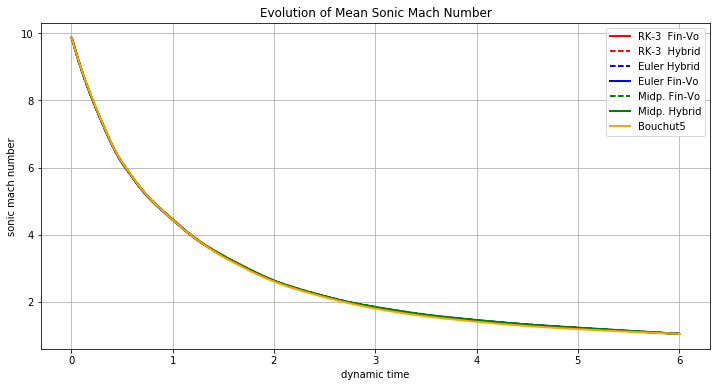 Evolution of Mean Sonic Mach Number
sonic mach number
10
8
6
4
2
RK-3 Fin-Vo
RK-3 Hybrid
Euler Hybrid
Euler Fin-Vo
Midp. Fin-Vo
Midp. Hybrid
Bouchut5
0 1 2 3 4 5 6
dynamic time